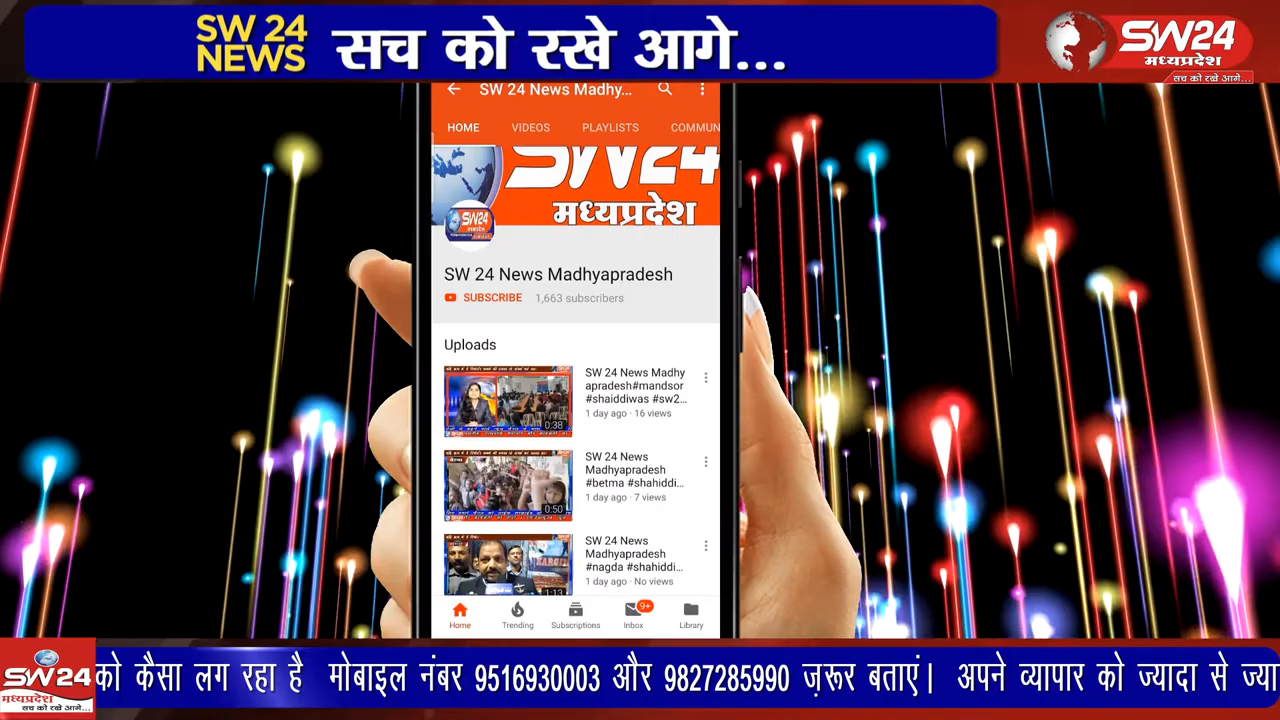 SW 24
NEWS
सच को रखे आगे...
SW24
मध्यप्रदेश
सच को रखे आगे...
SW 24 News Madhy...
HOME VIDEOS PLAYLISTS COMMUN
SW24
मध्यप्रदेश
SW24
SW 24 News Madhyapradesh
SUBSCRIBE 1,663 subscribers
Uploads
SW 24 News Madhy
apradesh#mandsor
#shaiddiwas #sw2...
1 day ago · 16 views
0:38
SW 24 News
Madhyapradesh
#betma #shahiddi...
1 day ago · 7 views
0:50
SW 24 News
Madhyapradesh
#nagda #shahiddi...
1 day ago · No views
1:13
Home Trending Subscriptions Inbox 9+ Library
SW24
मध्यप्रदेश
सच को रखे आगे...
को कैसा लग रहा है मोबाइल नंबर 9516930003 और 9827285990 ज़रूर बताएं। अपने व्यापार को ज्यादा से ज्या